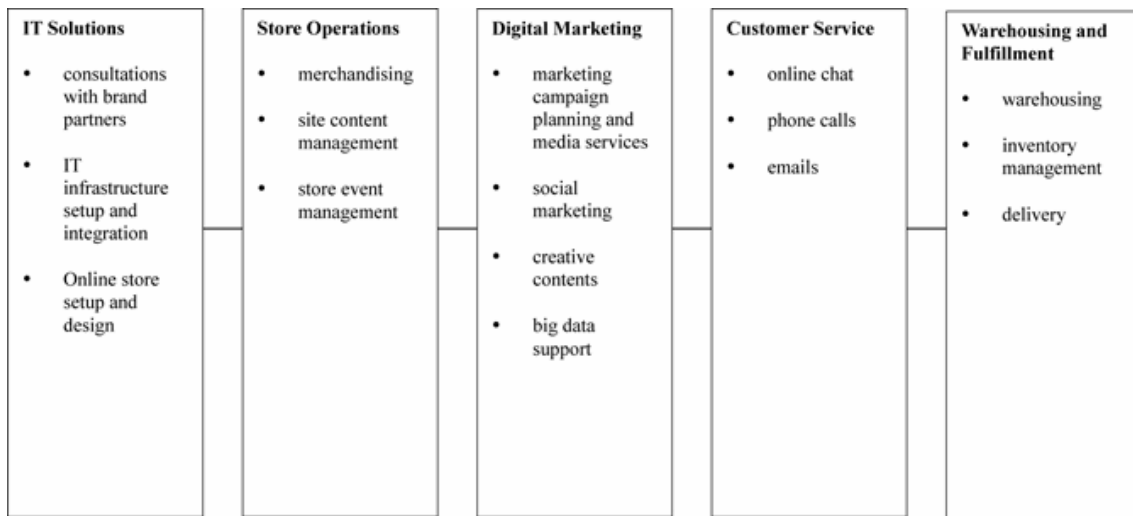 IT Solutions
• consultations
with brand
partners
• IT
infrastructure
setup and
integration
• Online store
setup and
design
Store Operations
• merchandising
• site content
management
• store event
management
Digital Marketing
• marketing
campaign
planning and
media services
• social
marketing
• creative
contents
• big data
support
Customer Service
• online chat
• phone calls
• emails
Warehousing and
Fulfillment
• warehousing
• inventory
management
• delivery